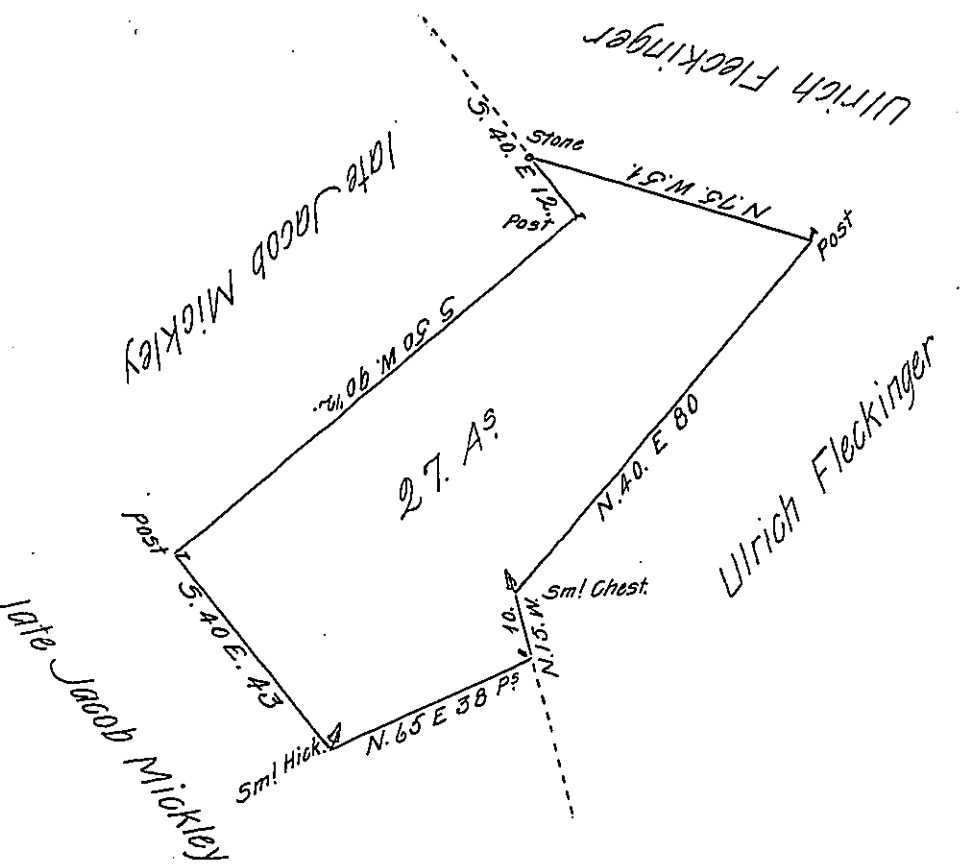 Ulrich Fleckinger
late Jacob Mickley
S. 40. E 12.
Stone
Post
N.75. W.51.
Post
S 50 W. 90 1/2.
27. Aˢ.
N.40. E 80
Ulrich Fleckinger
Post
S. 40 E. 43
Sm! Chest.
N.15.W 10.
N. 65 E 38 Pˢ
Sm! Hick.
late Jacob Mickley